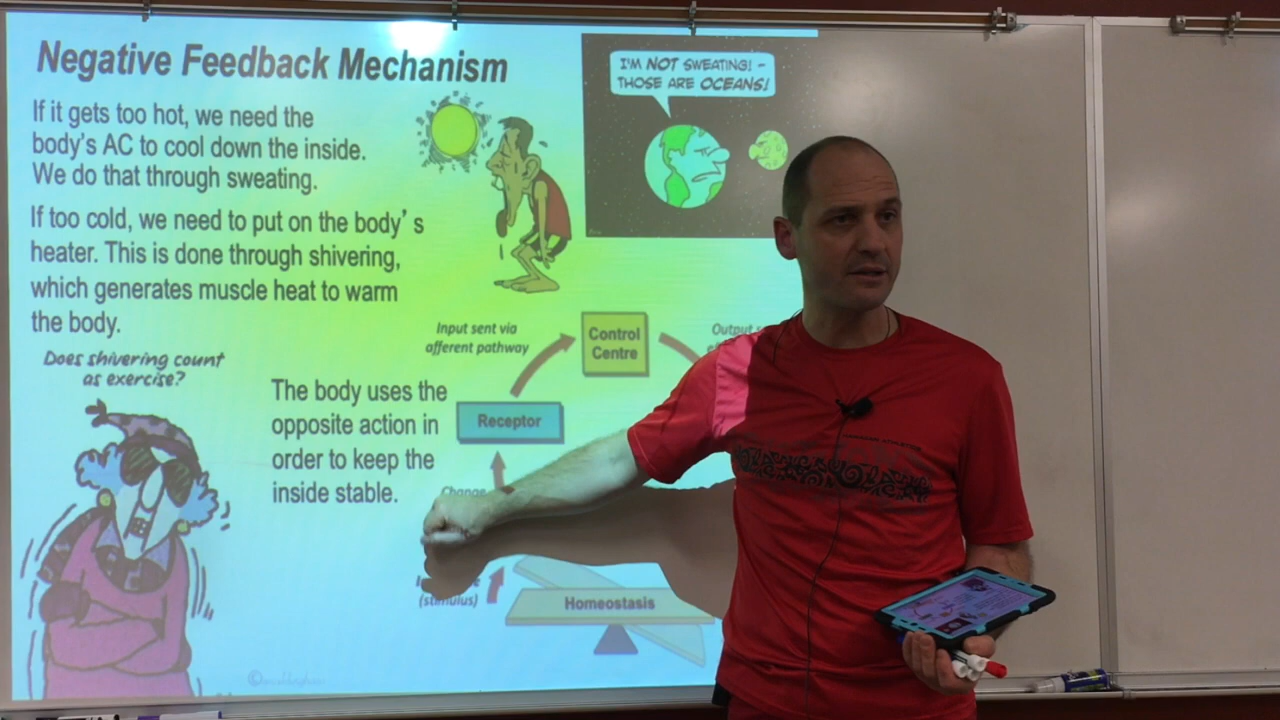 Negative Feedback Mechanism
If it gets too hot, we need the
body's AC to cool down the inside.
We do that through sweating.
If too cold, we need to put on the body's
heater. This is done through shivering,
which generates muscle heat to warm
the body.
I'M NOT SWEATING! -
THOSE ARE OCEANS!
Does shivering count
as exercise?
The body uses the
opposite action in
order to keep the
inside stable.
Input sent via
afferent pathway
Control
Centre
Output
Receptor
Change
(stimulus)
Homeostasis